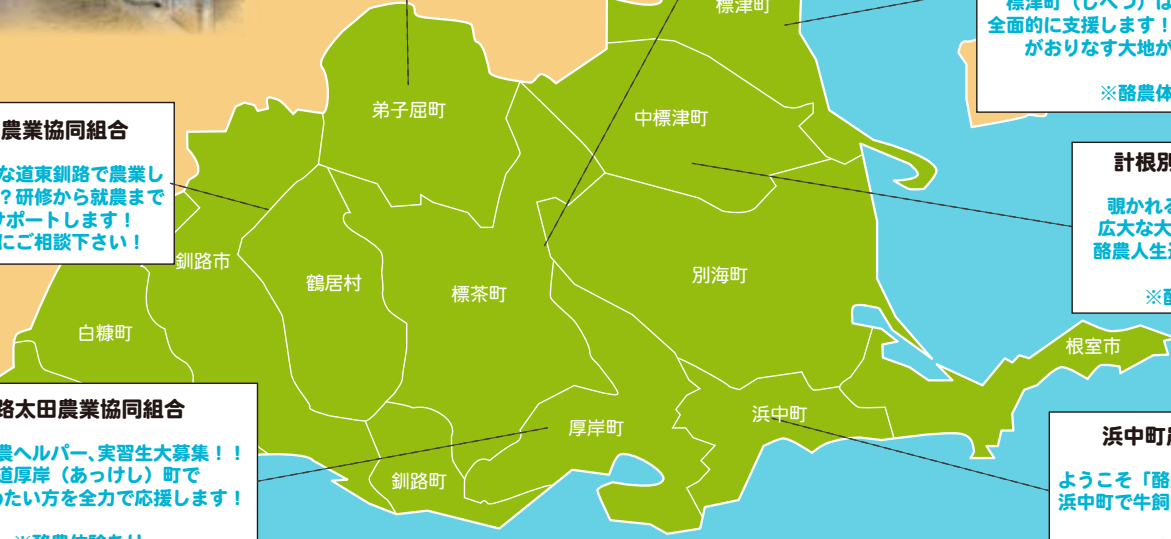 標津町
標津町（しべつ）は
全面的に支援します！
がおりなす大地が
※酪農体
弟子屈町
中標津町
農業協同組合
な道東釧路で農業し
？研修から就農まで
サポートします！
にご相談下さい！
計根別
覗かれる
広大な大
酪農人生
※酪
釧路市
鶴居村
標茶町
別海町
白糠町
根室市
路太田農業協同組合
農ヘルパー、実習生大募集！！
道厚岸（あっけし）町で
めたい方を全力で応援します！
※酪農体験あり
厚岸町
浜中町
釧路町
浜中町農
ようこそ「酪
浜中町で牛飼